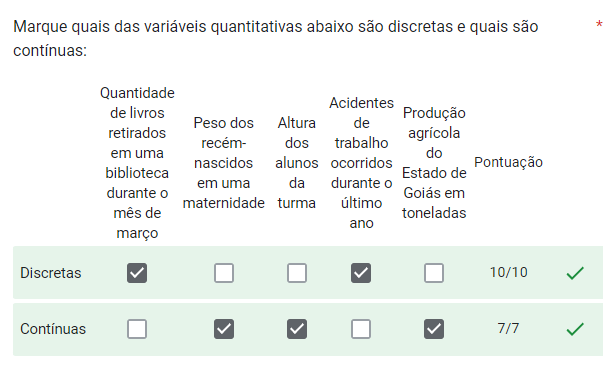 Marque quais das variáveis quantitativas abaixo são discretas e quais são *
contínuas:
Quantidade
de livros
retirados
em uma
biblioteca
durante o
mês de
março
Peso dos
recém-
nascidos
em uma
maternidade
Altura
dos
alunos
da
turma
Acidentes
de
trabalho
ocorridos
durante o
último
ano
Produção
agrícola
do
Estado de
Goiás em
toneladas
Pontuação
Discretas 10/10
Contínuas 7/7